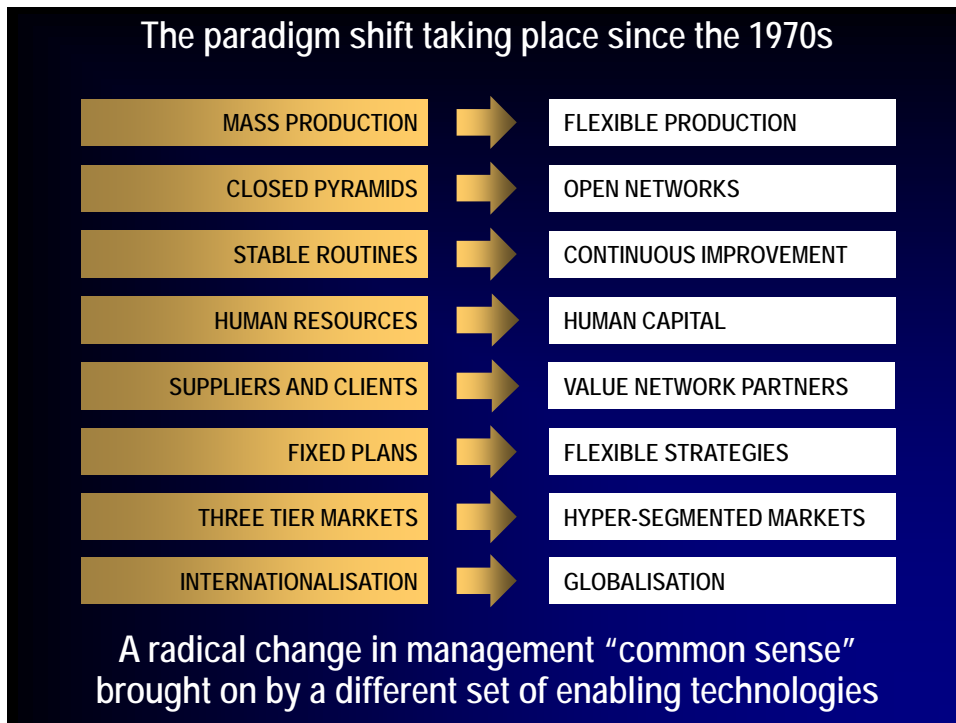 The paradigm shift taking place since the 1970s
MASS PRODUCTION FLEXIBLE PRODUCTION
CLOSED PYRAMIDS OPEN NETWORKS
STABLE ROUTINES CONTINUOUS IMPROVEMENT
HUMAN RESOURCES HUMAN CAPITAL
SUPPLIERS AND CLIENTS VALUE NETWORK PARTNERS
FIXED PLANS FLEXIBLE STRATEGIES
THREE TIER MARKETS HYPER-SEGMENTED MARKETS
INTERNATIONALISATION GLOBALISATION
A radical change in management “common sense”
brought on by a different set of enabling technologies